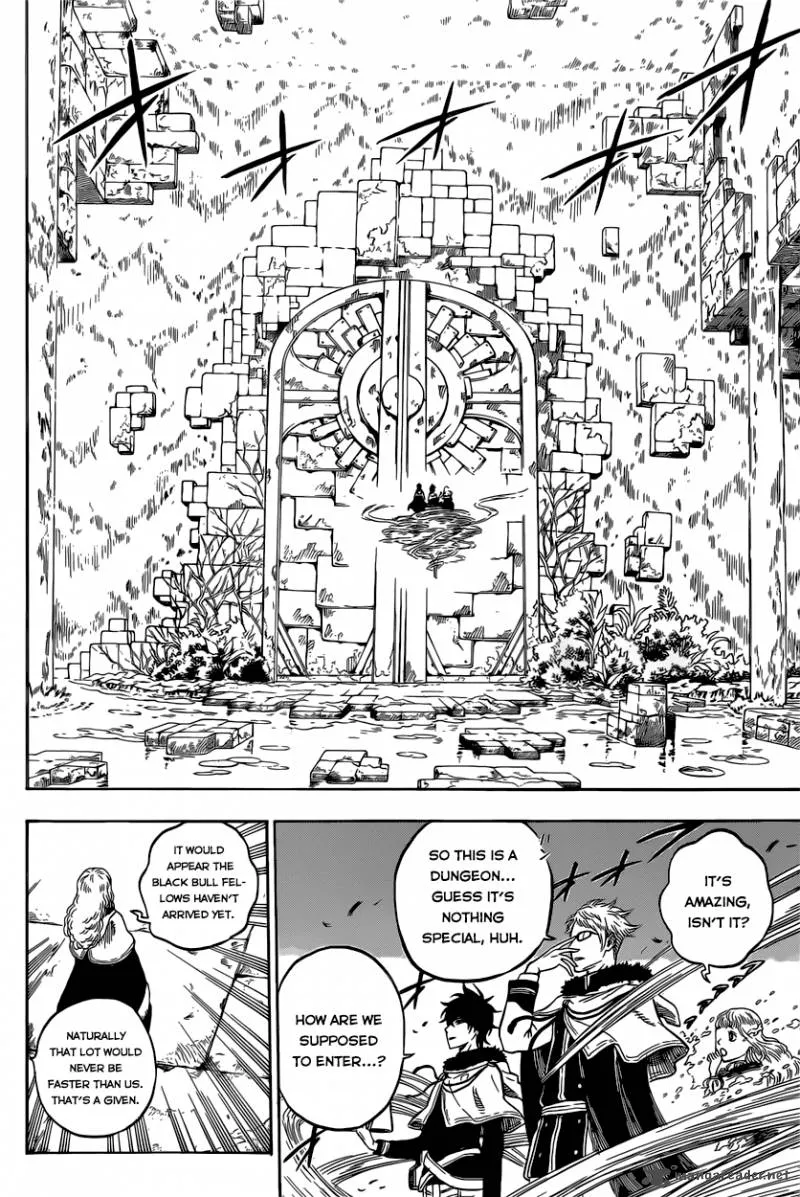 IT'S
AMAZING,
ISN'T IT?
SO THIS IS A
DUNGEON...
GUESS IT'S
NOTHING
SPECIAL, HUH.
HOW ARE WE
SUPPOSED
TO ENTER...?
IT WOULD
APPEAR THE
BLACK BULL FEL-
LOWS HAVEN'T
ARRIVED YET.
NATURALLY
THAT LOT WOULD
NEVER BE
FASTER THAN US.
THAT'S A GIVEN.
mangareader.net